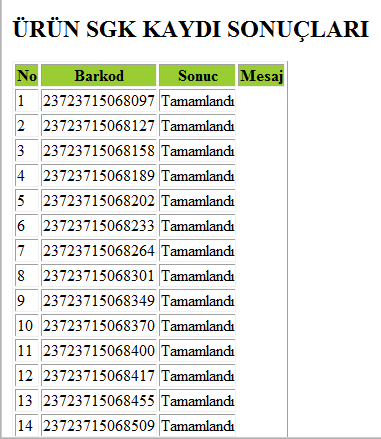 ÜRÜN SGK KAYDI SONUÇLARI
No Barkod Sonuc Mesaj
1 23723715068097 Tamamlandı
2 23723715068127 Tamamlandı
3 23723715068158 Tamamlandı
4 23723715068189 Tamamlandı
5 23723715068202 Tamamlandı
6 23723715068233 Tamamlandı
7 23723715068264 Tamamlandı
8 23723715068301 Tamamlandı
9 23723715068349 Tamamlandı
10 23723715068370 Tamamlandı
11 23723715068400 Tamamlandı
12 23723715068417 Tamamlandı
13 23723715068455 Tamamlandı
14 23723715068509 Tamamlandı